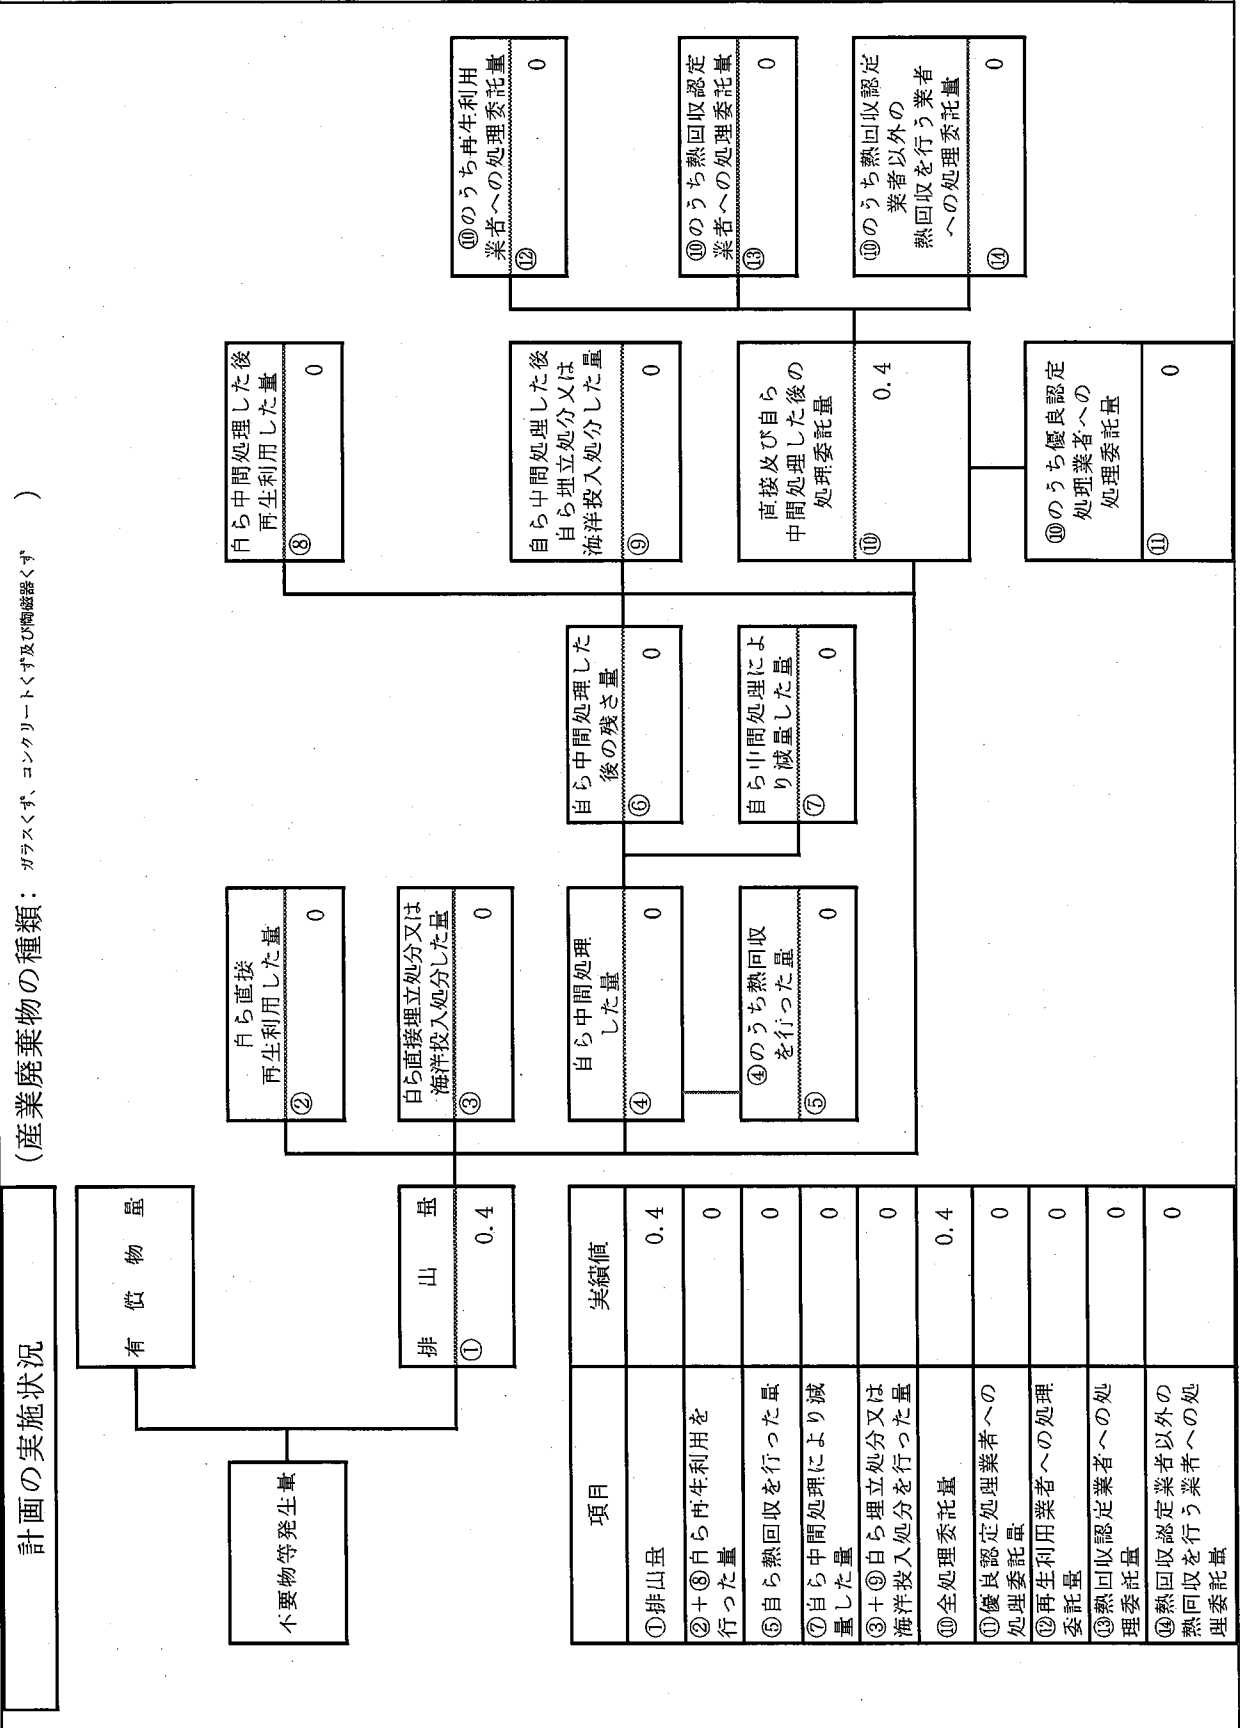 計画の実施状況
(産業廃棄物の種類: ガラスくず、コンクリートくず及び陶磁器くず )
不要物等発生量
有 償 物 量
排 出 量
① 0.4
自ら直接
再生利用した量
② 0
自ら直接埋立処分又は
海洋投入処分した量
③ 0
自ら中間処理
した量
④ 0
④のうち熱回収
を行った量
⑤ 0
自ら中間処理した
後の残さ量
⑥ 0
自ら中間処理によ
り減量した量
⑦ 0
自ら中間処理した後
再生利用した量
⑧ 0
自ら中間処理した後
自ら埋立処分又は
海洋投入処分した量
⑨ 0
直接及び自ら
中間処理した後の
処理委託量
⑩ 0.4
⑩のうち優良認定
処理業者への
処理委託量
⑪ 0
⑩のうち再生利用
業者への処理委託量
⑫ 0
⑩のうち熱回収認定
業者への処理委託量
⑬ 0
⑩のうち熱回収認定
業者以外の
熱回収を行う業者
への処理委託量
⑭ 0
項目 実績値
①排出量 0.4
②+⑧自ら再生利用を
行った量 0
⑤自ら熱回収を行った量 0
⑦自ら中間処理により減
量した量 0
③+⑨自ら埋立処分又は
海洋投入処分を行った量 0
⑩全処理委託量 0.4
⑪優良認定処理業者への
処理委託量 0
⑫再生利用業者への処理
委託量 0
⑬熱回収認定業者への処
理委託量 0
⑭熱回収認定業者以外の
熱回収を行う業者への処
理委託量 0